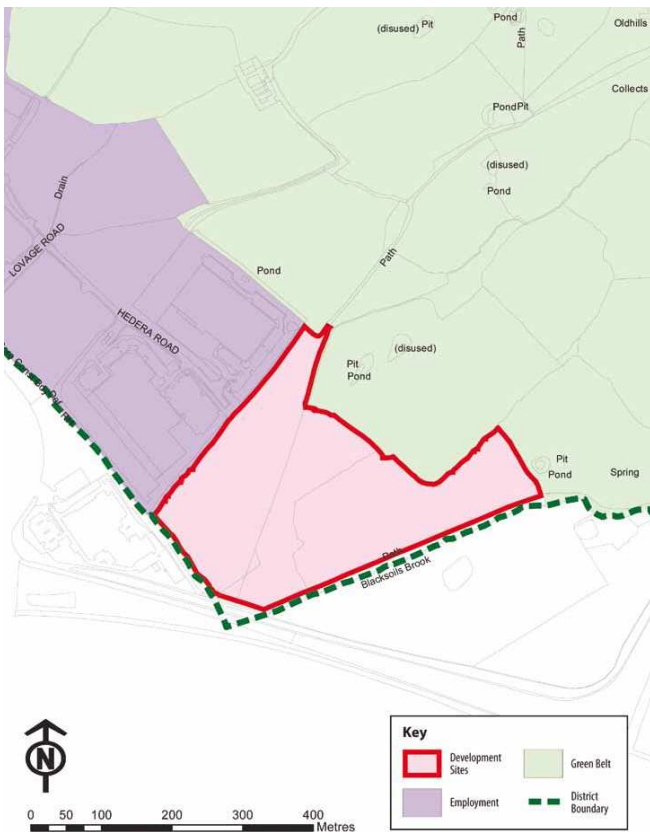 Pond
(disused) Pit
Path
Oldhills
Collects
PondPit
(disused)
Pond
Drain
LOVAGE ROAD
Path
Pond
HEDERA ROAD
(disused)
Pit
Pond
Pit
Pond
Spring
Path
Blacksoils Brook
N
0 50 100 200 300 400
Metres
Key
Development
Sites
Green Belt
Employment
District
Boundary